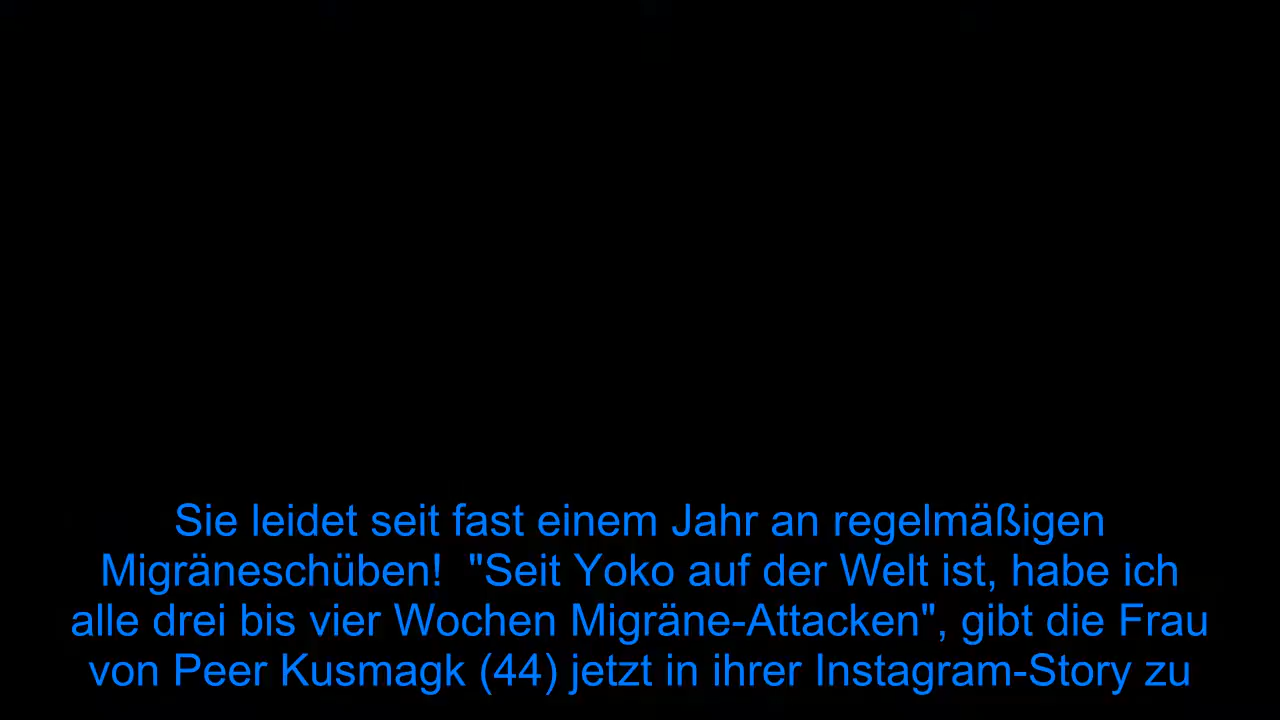 Sie leidet seit fast einem Jahr an regelmäßigen
Migräneschüben!  "Seit Yoko auf der Welt ist, habe ich
alle drei bis vier Wochen Migräne-Attacken", gibt die Frau
von Peer Kusmagk (44) jetzt in ihrer Instagram-Story zu